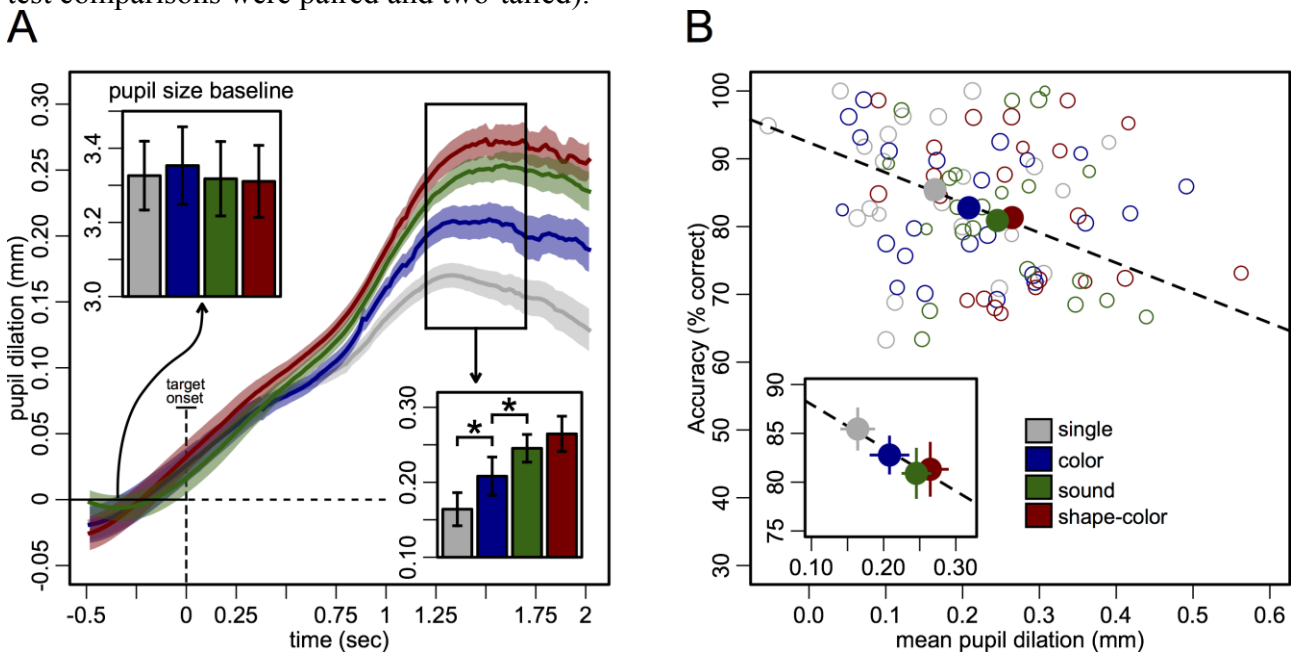 test comparisons were paired and two-tailed).
A
B
pupil size baseline
3.4
3.2
3.0
target
onset
0.30
0.25
0.20
0.15
0.10
0.05
0
-0.05
pupil dilation (mm)
-0.5 0 0.25 0.5 0.75 1 1.25 1.5 1.75 2
time (sec)
* *
0.30
0.20
0.10
100
90
80
70
60
50
40
30
Accuracy (% correct)
90
85
80
75
0.10 0.20 0.30
single
color
sound
shape-color
0.0 0.1 0.2 0.3 0.4 0.5 0.6
mean pupil dilation (mm)